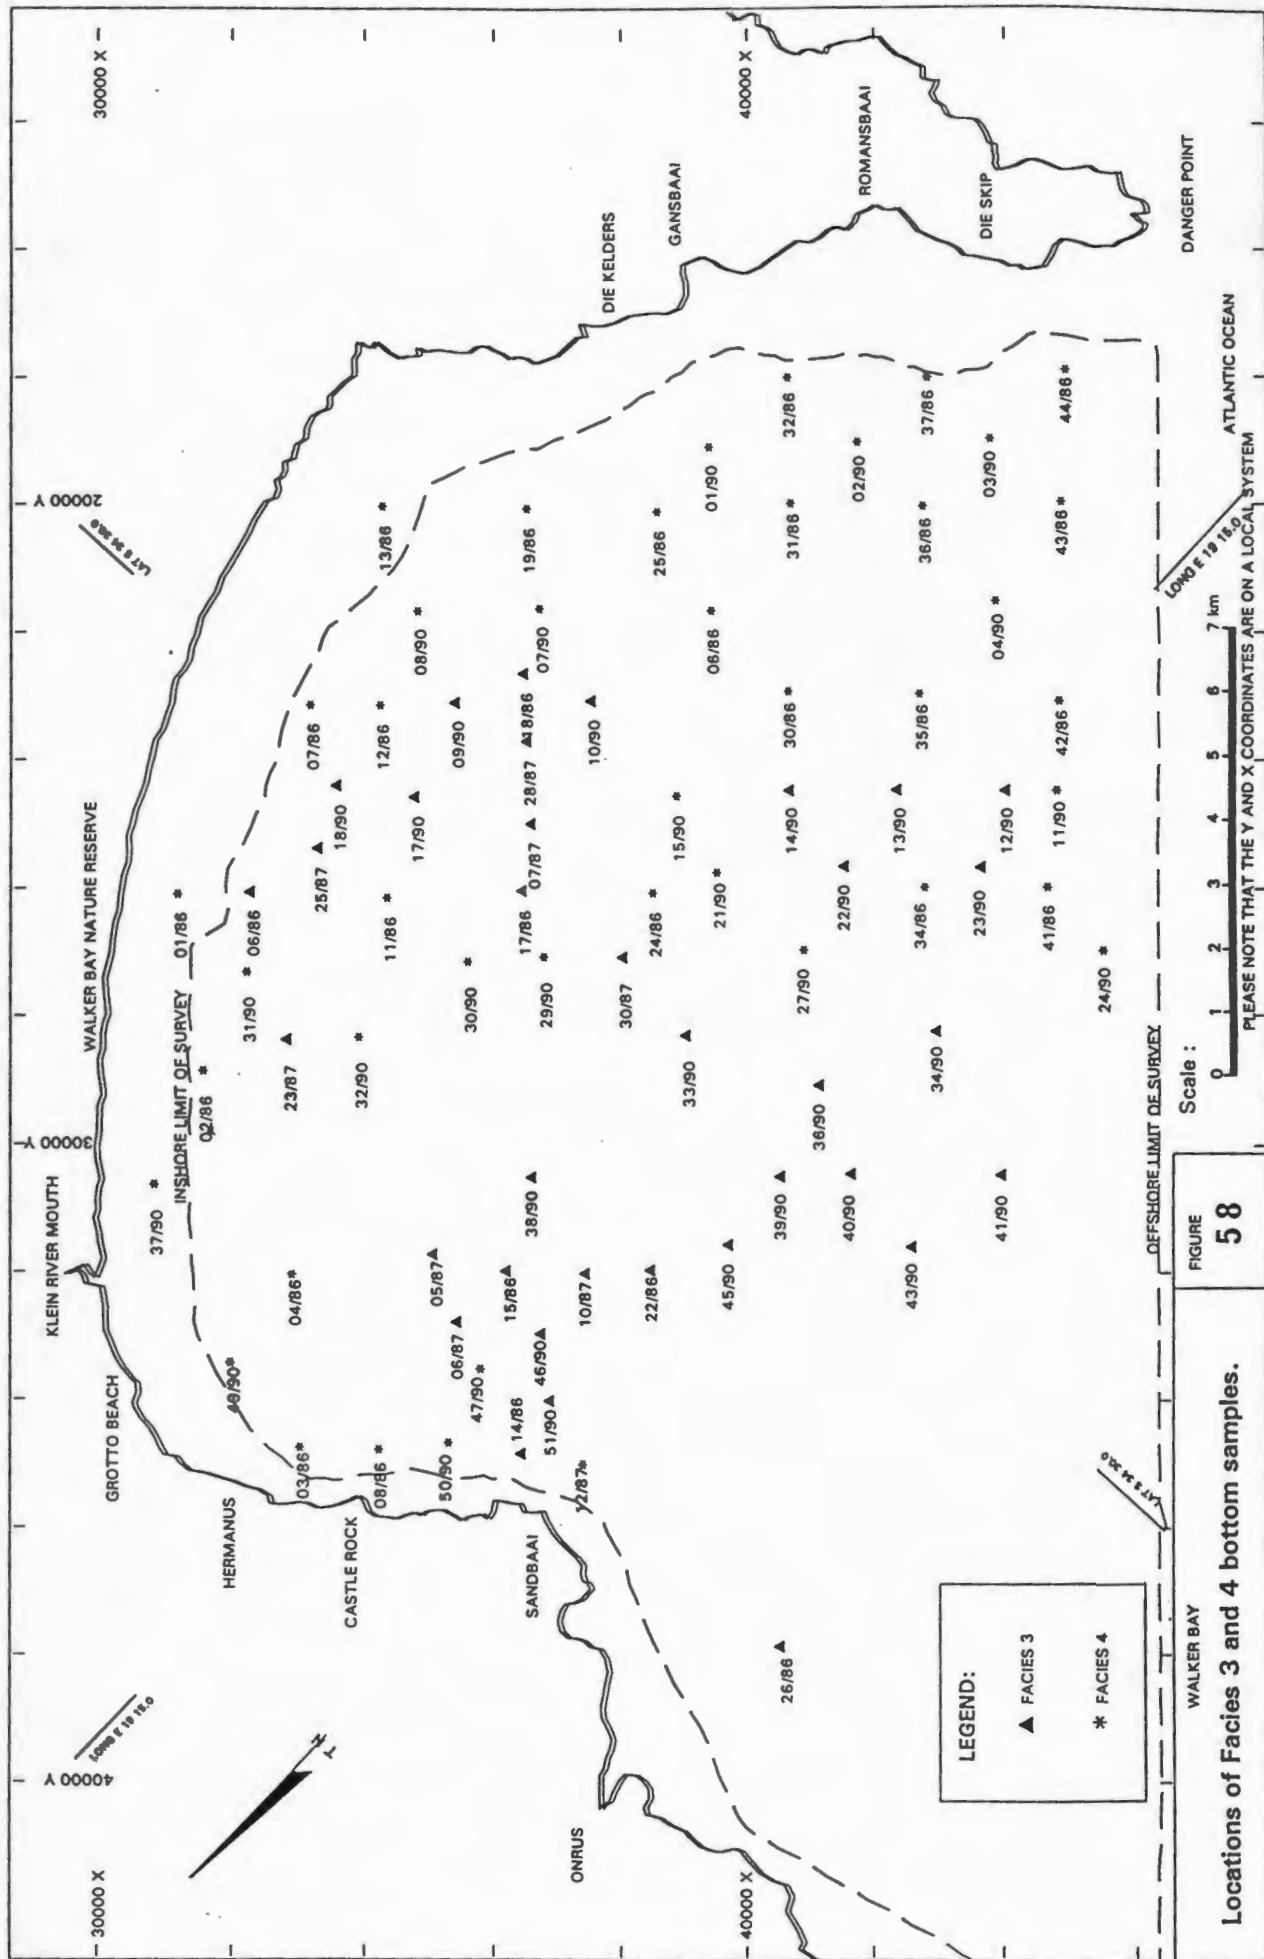 30000 X
40000 X
20000 Y
LAT S 34 30.0
DIE KELDERS
GANSBAAI
ROMANSBAAI
DIE SKIP
DANGER POINT
ATLANTIC OCEAN
LONG E 19 15.0
WALKER BAY NATURE RESERVE
INSHORE LIMIT OF SURVEY
30000 Y
KLEIN RIVER MOUTH
GROTTO BEACH
HERMANUS
CASTLE ROCK
SANDBAAI
ONRUS
40000 Y
LONG E 19 15.0
T N
30000 X
40000 X
32/86
37/86
44/86
01/90
02/90
03/90
13/86
19/86
25/86
31/86
36/86
43/86
08/90
07/90
06/86
04/90
18/86
07/86
12/86
09/90
10/90
30/86
35/86
42/86
28/87
18/90
17/90
15/90
14/90
13/90
12/90
11/90
25/87
07/87
01/86
06/86
11/86
17/86
24/86
21/90
22/90
34/86
23/90
41/86
31/90
30/90
29/90
30/87
27/90
24/90
23/87
32/90
33/90
34/90
02/86
36/90
37/90
38/90
39/90
40/90
41/90
04/86
05/87
15/86
10/87
22/86
45/90
43/90
06/87
46/90
47/90
51/90
14/86
03/86
08/86
50/90
12/87
26/86
OFFSHORE LIMIT OF SURVEY
LAT S 34 30.0
WALKER BAY
LEGEND:
▲ FACIES 3
* FACIES 4
Scale :
0 1 2 3 4 5 6 7 km
PLEASE NOTE THAT THE Y AND X COORDINATES ARE ON A LOCAL SYSTEM
FIGURE
58
Locations of Facies 3 and 4 bottom samples.